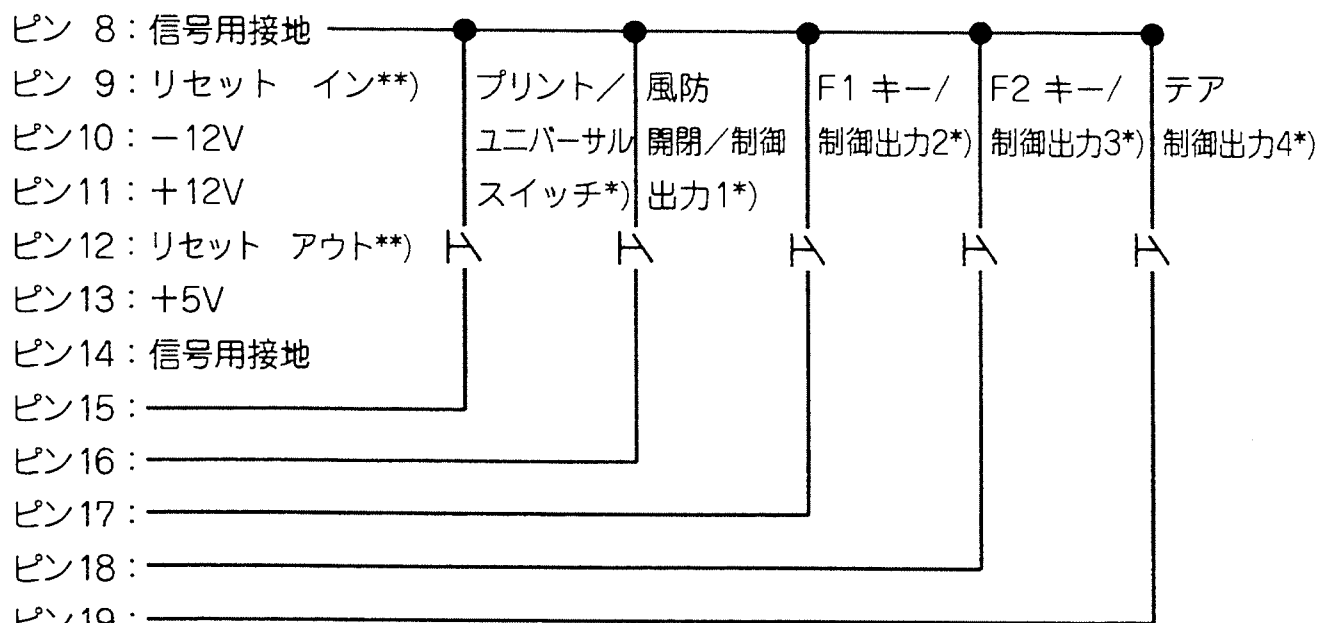 ピン 8：信号用接地
ピン 9：リセット イン**)
ピン10：－12V
ピン11：＋12V
ピン12：リセット アウト**)
ピン13：＋5V
ピン14：信号用接地
ピン15：
ピン16：
ピン17：
ピン18：
ピン19：
プリント／
ユニバーサル
スイッチ*)
風防
開閉／制御
出力1*)
F1 キー/
制御出力2*)
F2 キー/
制御出力3*)
テア
制御出力4*)